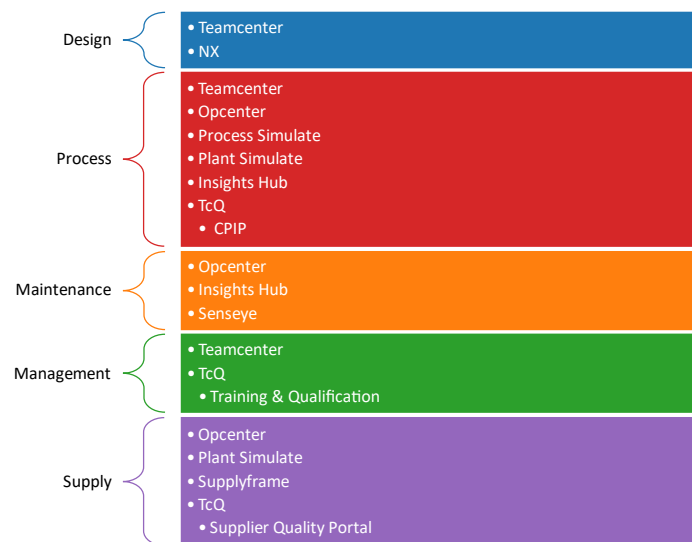 Design
• Teamcenter
• NX
Process
• Teamcenter
• Opcenter
• Process Simulate
• Plant Simulate
• Insights Hub
• TcQ
• CPIP
Maintenance
• Opcenter
• Insights Hub
• Senseye
Management
• Teamcenter
• TcQ
• Training & Qualification
Supply
• Opcenter
• Plant Simulate
• Supplyframe
• TcQ
• Supplier Quality Portal